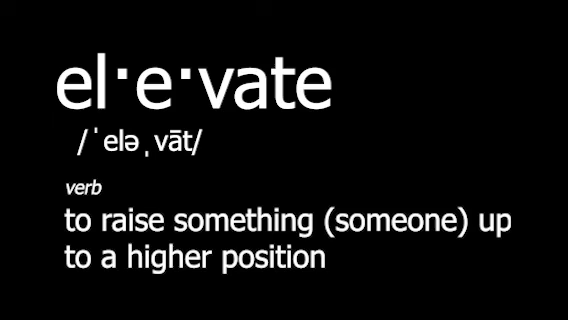 el·e·vate
/ˈeləˌvāt/
verb
to raise something (someone) up
to a higher position